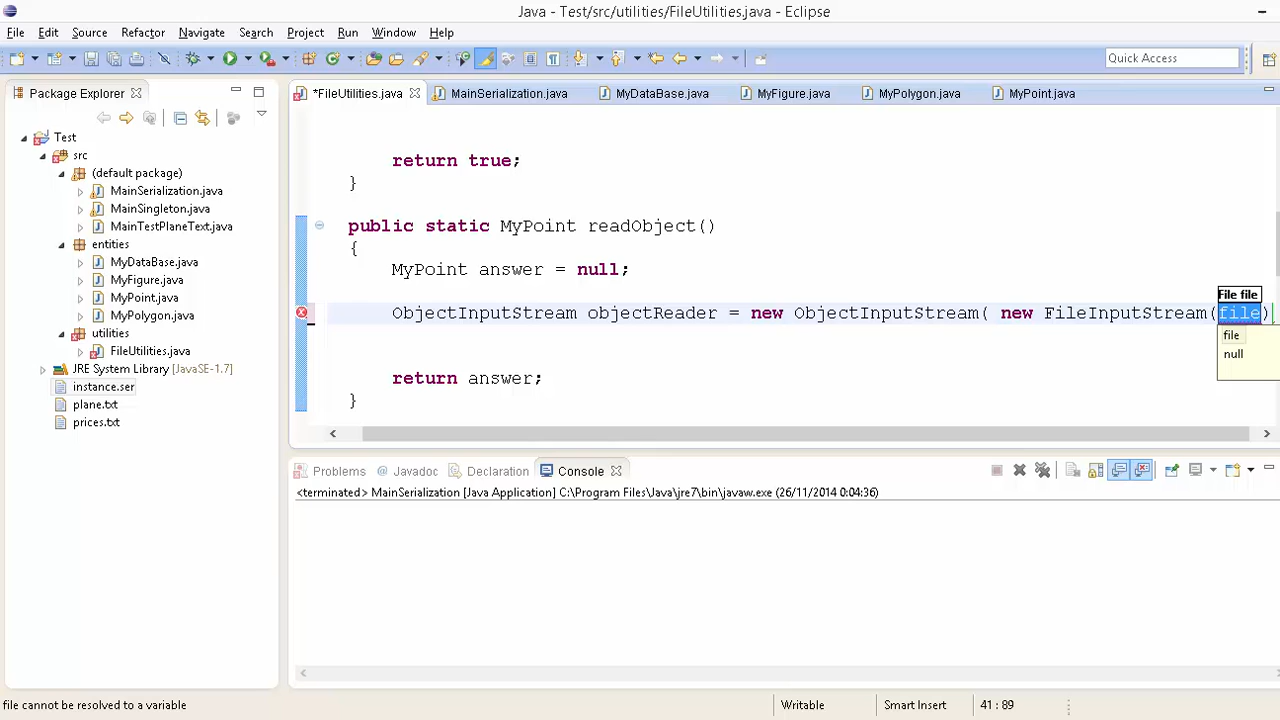 Java - Test/src/utilities/FileUtilities.java - Eclipse
File Edit Source Refactor Navigate Search Project Run Window Help
Quick Access
Package Explorer
*FileUtilities.java MainSerialization.java MyDataBase.java MyFigure.java MyPolygon.java MyPoint.java
Test
src
(default package)
MainSerialization.java
MainSingleton.java
MainTestPlaneText.java
entities
MyDataBase.java
MyFigure.java
MyPoint.java
MyPolygon.java
utilities
FileUtilities.java
JRE System Library [JavaSE-1.7]
instance.ser
plane.txt
prices.txt
return true;
}
public static MyPoint readObject()
{
MyPoint answer = null;
File file
ObjectInputStream objectReader = new ObjectInputStream( new FileInputStream(file)
file
null
return answer;
}
Problems @ Javadoc Declaration Console
<terminated> MainSerialization [Java Application] C:\Program Files\Java\jre7\bin\javaw.exe (26/11/2014 0:04:36)
file cannot be resolved to a variable
Writable
Smart Insert
41 : 89